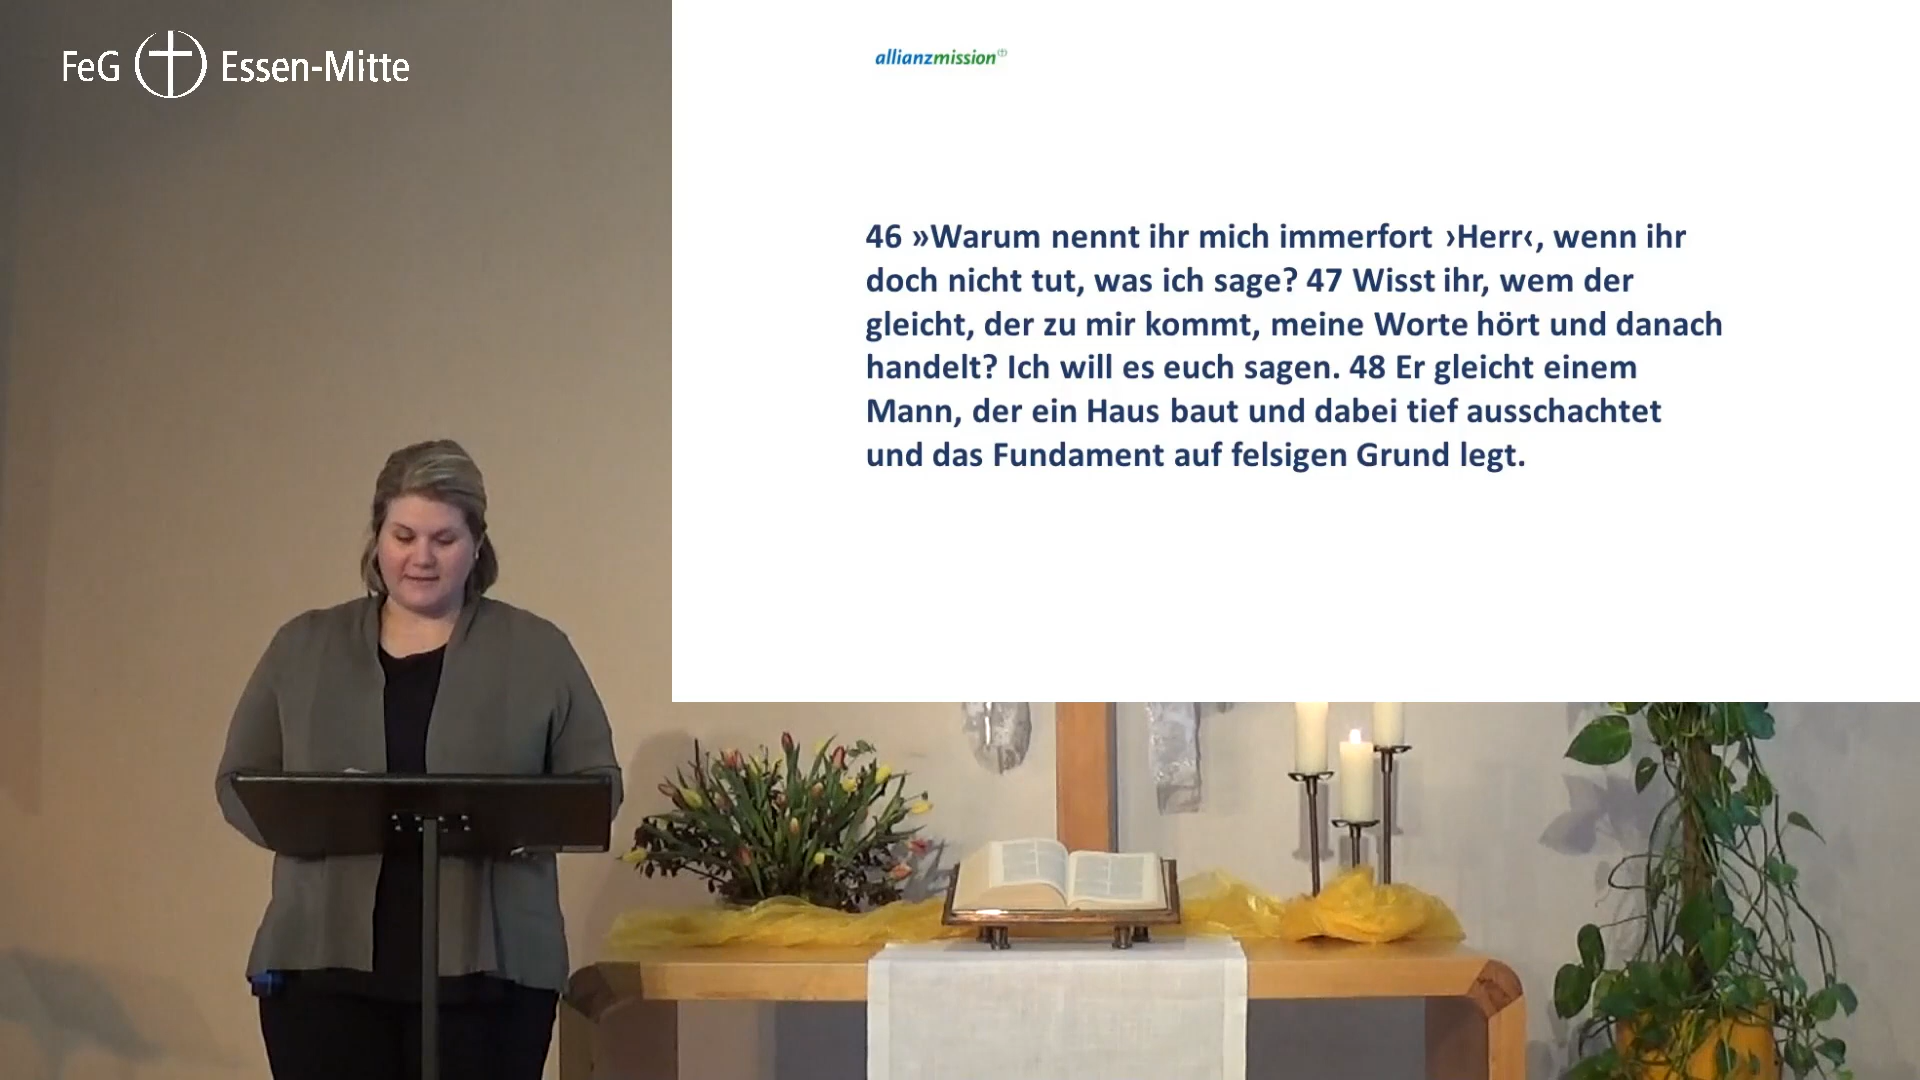 FeG Essen-Mitte
allianzmission
46 »Warum nennt ihr mich immerfort ›Herr‹, wenn ihr
doch nicht tut, was ich sage? 47 Wisst ihr, wem der
gleicht, der zu mir kommt, meine Worte hört und danach
handelt? Ich will es euch sagen. 48 Er gleicht einem
Mann, der ein Haus baut und dabei tief ausschachtet
und das Fundament auf felsigen Grund legt.